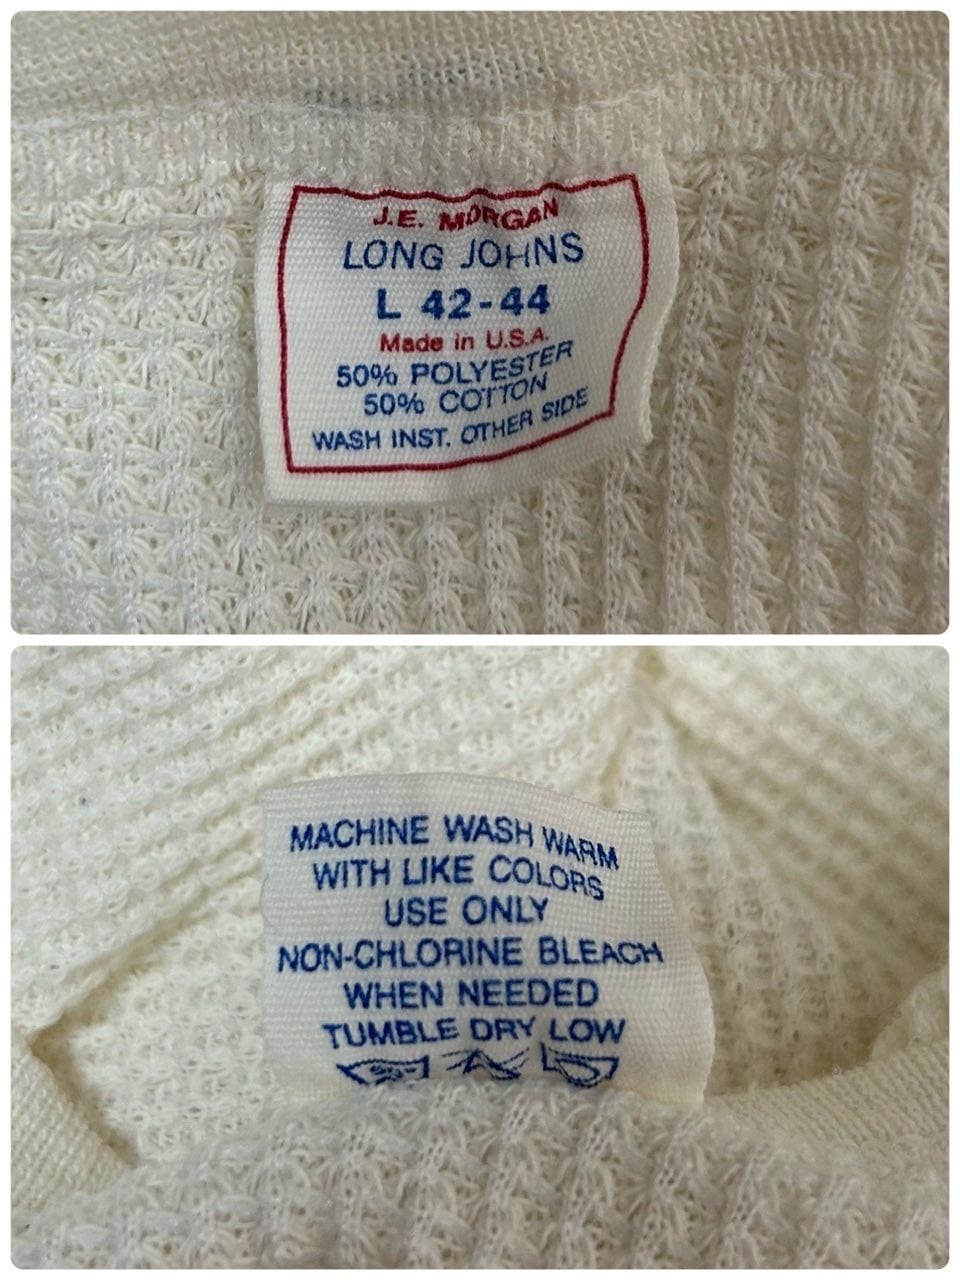 J.E. MORGAN
LONG JOHNS
L 42-44
Made in U.S.A.
50% POLYESTER
50% COTTON
WASH INST. OTHER SIDE
MACHINE WASH WARM
WITH LIKE COLORS
USE ONLY
NON-CHLORINE BLEACH
WHEN NEEDED
TUMBLE DRY LOW